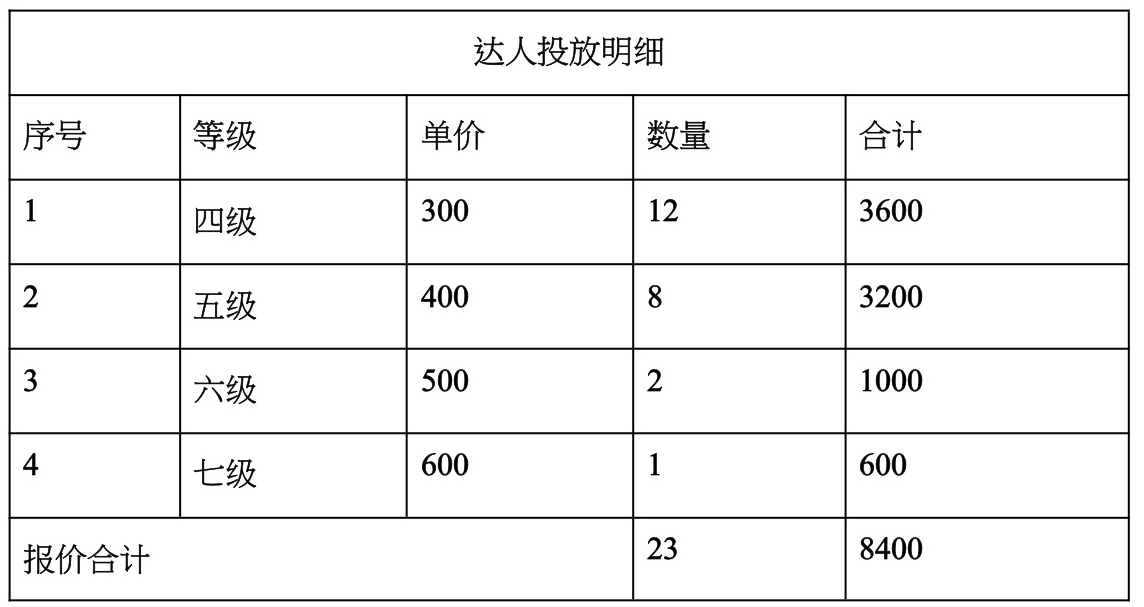 达人投放明细
序号 等级 单价 数量 合计
1 四级 300 12 3600
2 五级 400 8 3200
3 六级 500 2 1000
4 七级 600 1 600
报价合计 23 8400